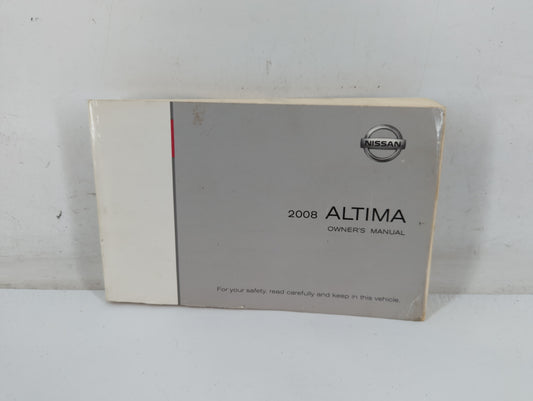 NISSAN
2008 ALTIMA
OWNER'S MANUAL
For your safety, read carefully and keep in this vehicle.